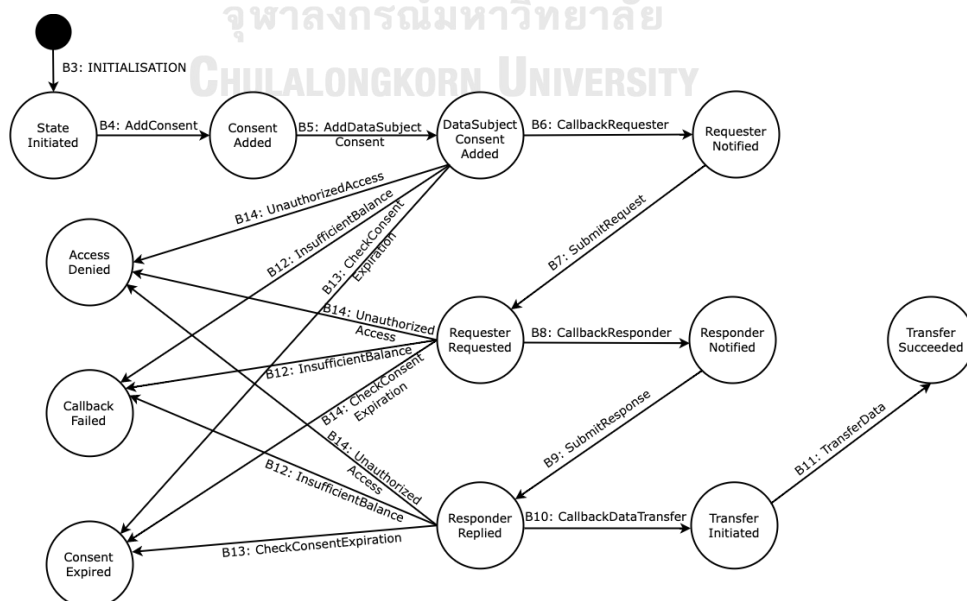 จุฬาลงกรณ์มหาวิทยาลัย
CHULALONGKORN UNIVERSITY
B3: INITIALISATION
State
Initiated
B4: AddConsent
Consent
Added
B5: AddDataSubject
Consent
DataSubject
Consent
Added
B6: CallbackRequester
Requester
Notified
B14: UnauthorizedAccess
B12: InsufficientBalance
B13: CheckConsent
Expiration
B7: SubmitRequest
Access
Denied
B14: Unauthorized
Access
B12: InsufficientBalance
B14: CheckConsent
Expiration
Requester
Requested
B8: CallbackResponder
Responder
Notified
Transfer
Succeeded
Callback
Failed
B14: Unauthorized
Access
B12: InsufficientBalance
B9: SubmitResponse
B11: TransferData
Consent
Expired
B13: CheckConsentExpiration
Responder
Replied
B10: CallbackDataTransfer
Transfer
Initiated